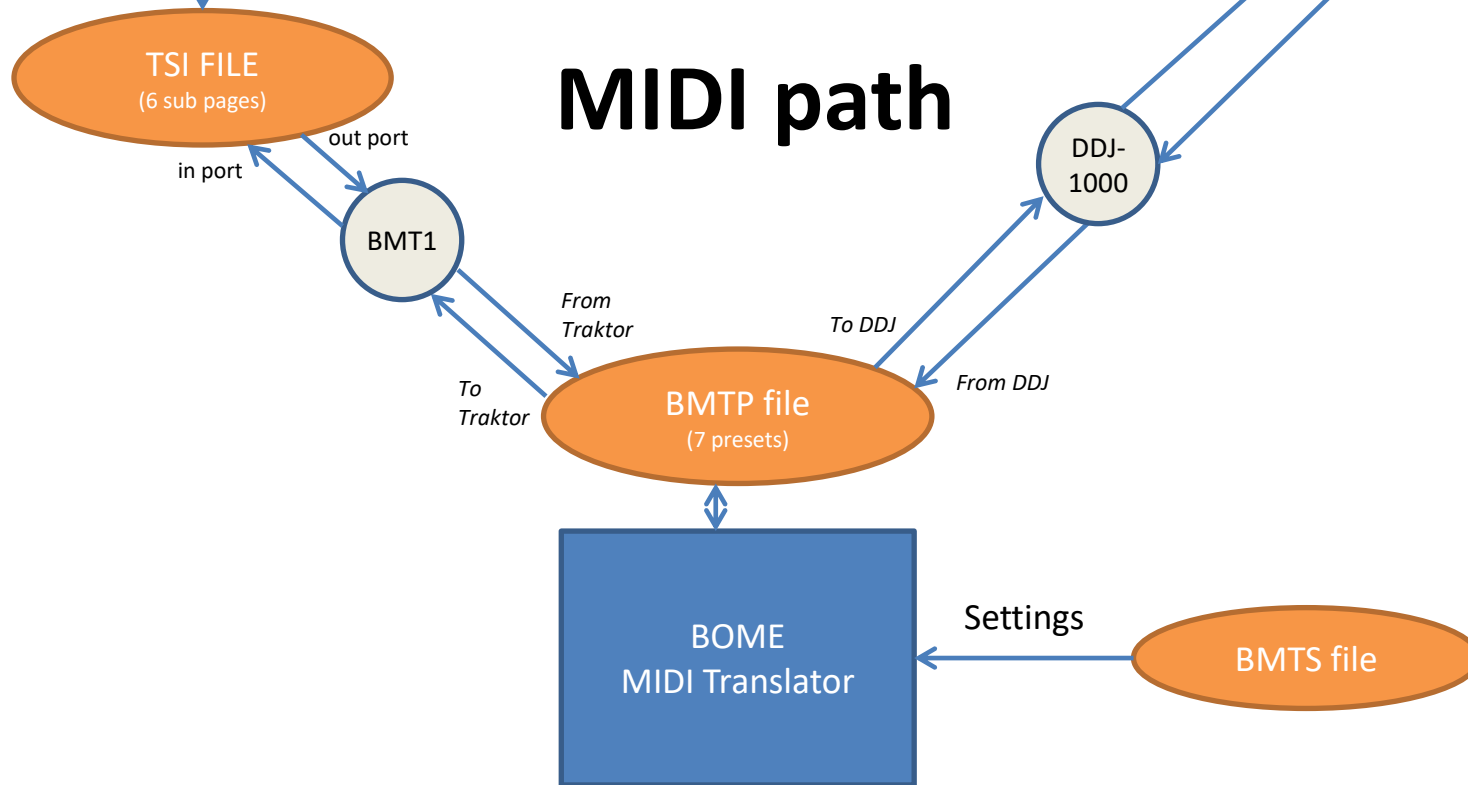 TSI FILE
(6 sub pages)
MIDI path
out port
in port
DDJ-
1000
BMT1
From
Traktor
To DDJ
To
Traktor
From DDJ
BMTP file
(7 presets)
Settings
BOME
MIDI Translator
BMTS file